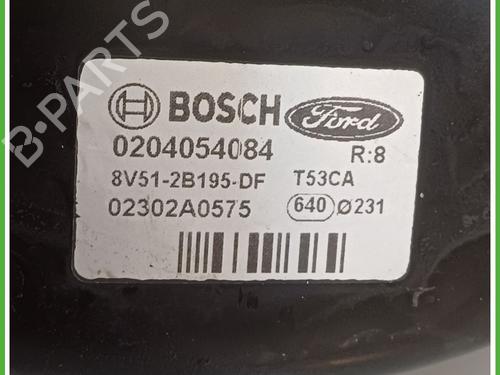 BOSCH Ford
0204054084 R:8
8V51-2B195-DF T53CA
02302A0575 640 Ø231
B-PARTS